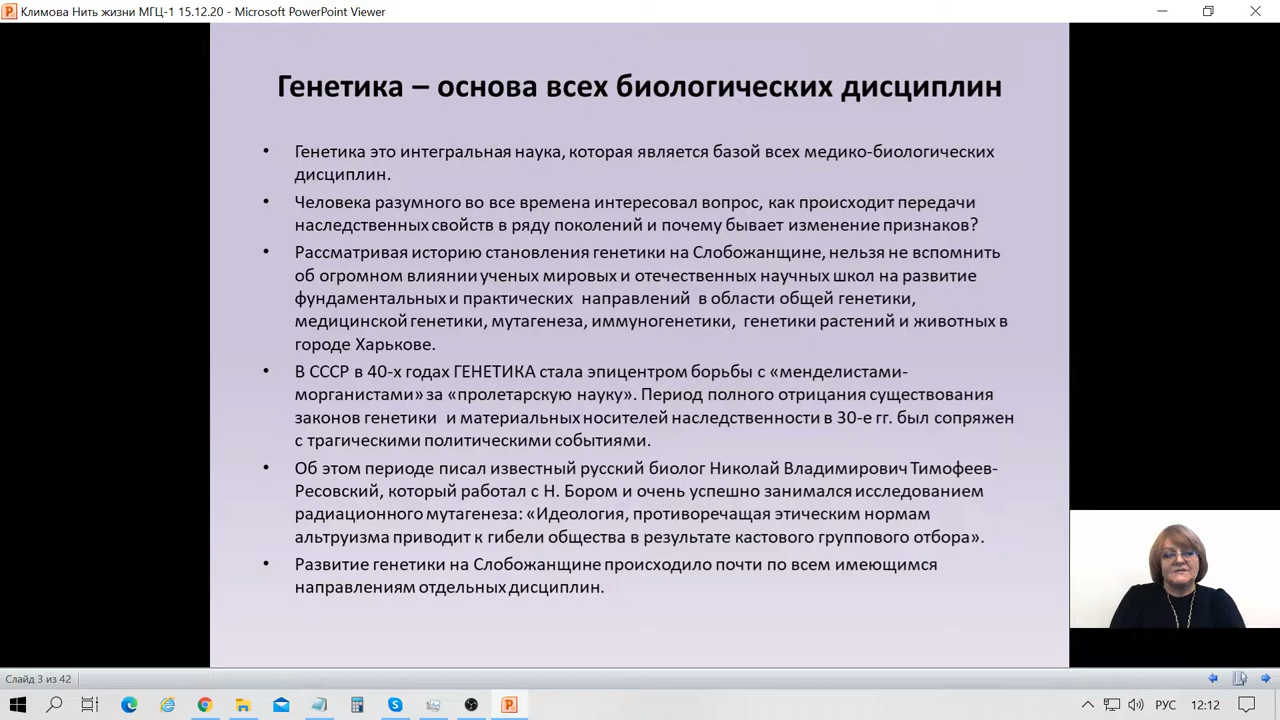 Климова Нить жизни МГЦ-1 15.12.20 - Microsoft PowerPoint Viewer
Генетика – основа всех биологических дисциплин
• Генетика это интегральная наука, которая является базой всех медико-биологических
дисциплин.
• Человека разумного во все времена интересовал вопрос, как происходит передачи
наследственных свойств в ряду поколений и почему бывает изменение признаков?
• Рассматривая историю становления генетики на Слобожанщине, нельзя не вспомнить
об огромном влиянии ученых мировых и отечественных научных школ на развитие
фундаментальных и практических направлений в области общей генетики,
медицинской генетики, мутагенеза, иммуногенетики, генетики растений и животных в
городе Харькове.
• В СССР в 40-х годах ГЕНЕТИКА стала эпицентром борьбы с «менделистами-
морганистами» за «пролетарскую науку». Период полного отрицания существования
законов генетики и материальных носителей наследственности в 30-е гг. был сопряжен
с трагическими политическими событиями.
• Об этом периоде писал известный русский биолог Николай Владимирович Тимофеев-
Ресовский, который работал с Н. Бором и очень успешно занимался исследованием
радиационного мутагенеза: «Идеология, противоречащая этическим нормам
альтруизма приводит к гибели общества в результате кастового группового отбора».
• Развитие генетики на Слобожанщине происходило почти по всем имеющимся
направлениям отдельных дисциплин.
Слайд 3 из 42
РУС 12:12